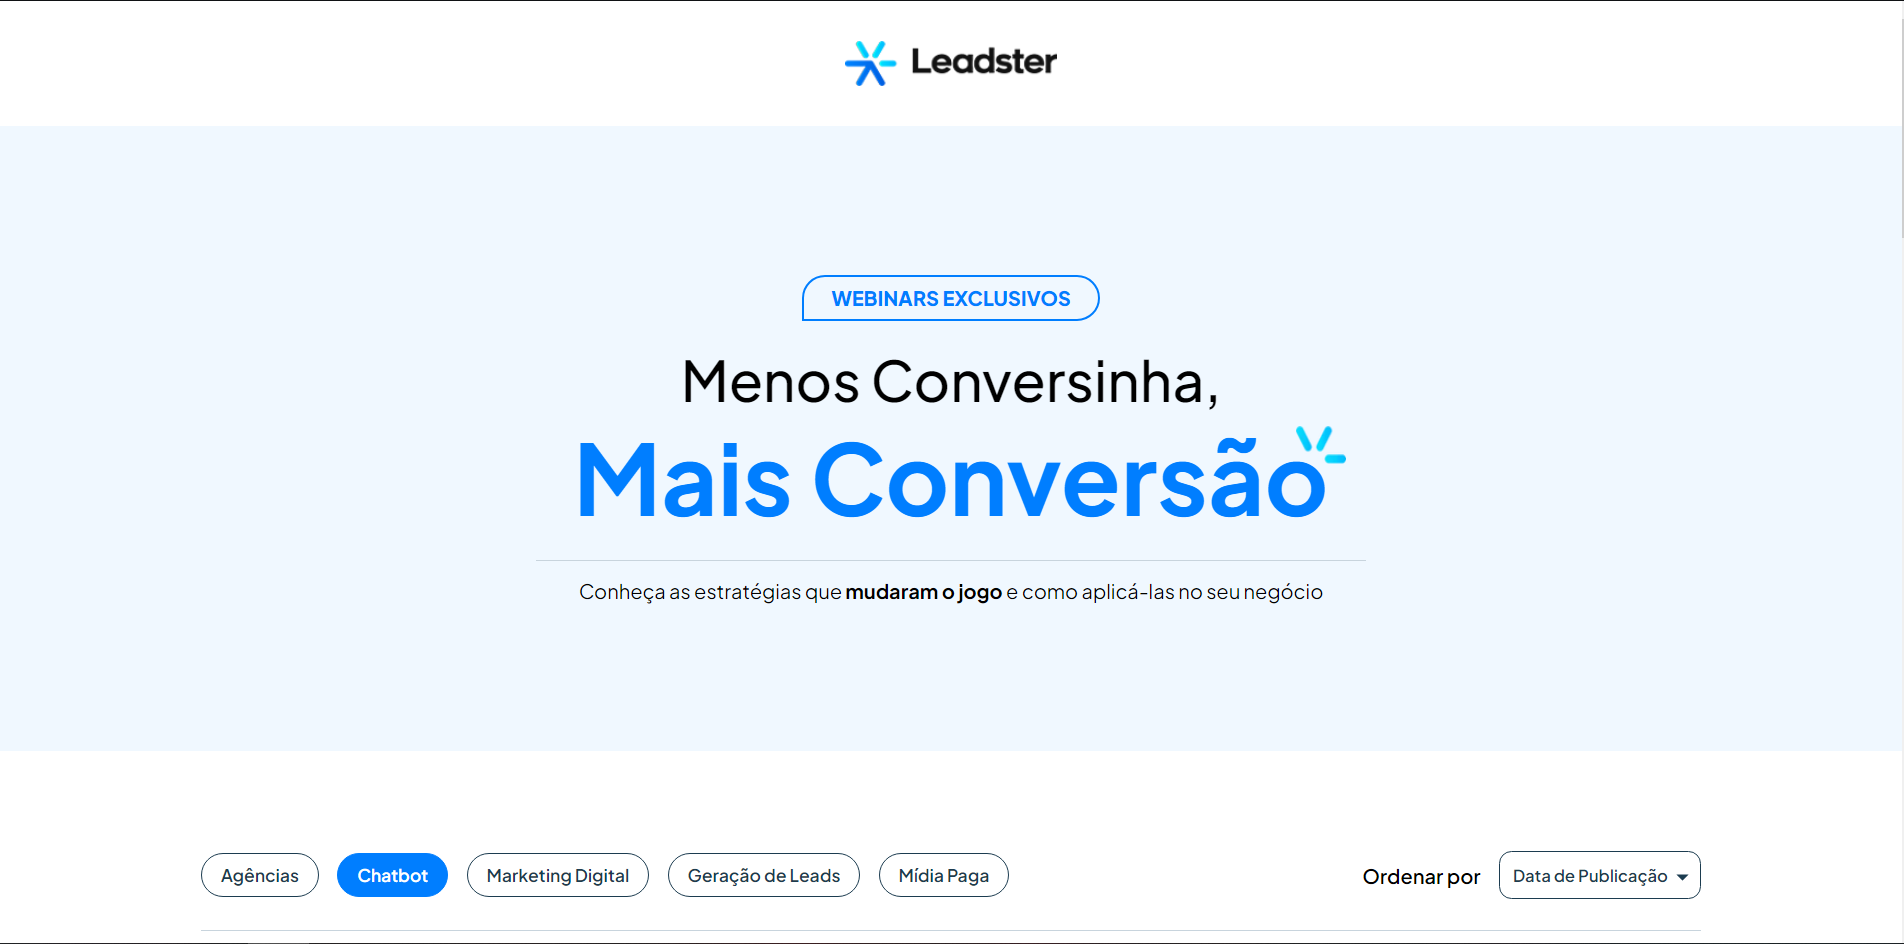 Leadster
WEBINARS EXCLUSIVOS
Menos Conversinha,
Mais Conversão
Conheça as estratégias que mudaram o jogo e como aplicá-las no seu negócio
Agências
Chatbot
Marketing Digital
Geração de Leads
Mídia Paga
Ordenar por
Data de Publicação